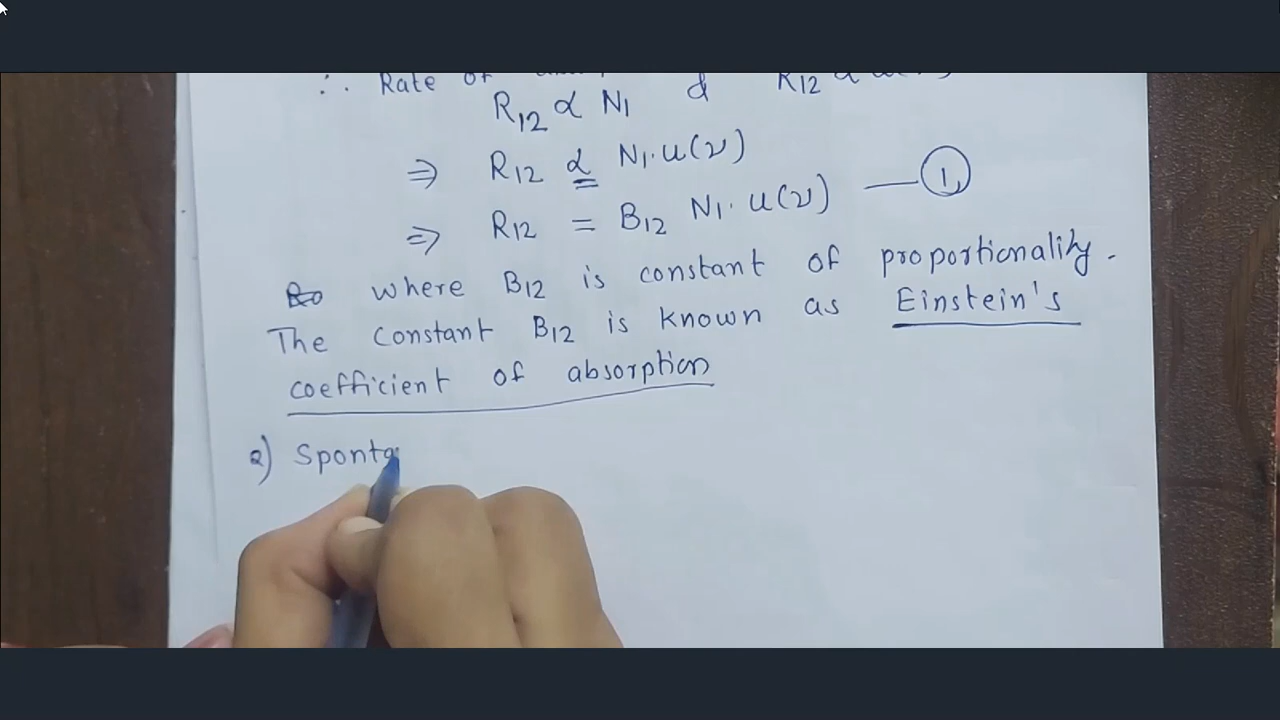 ∴ Rate of
R12 ∝ N1 & R12 ∝
⇒ R12 ∝ N1.u(ν)
⇒ R12 = B12 N1.u(ν) — 1
where B12 is constant of proportionality.
The constant B12 is known as Einstein's
coefficient of absorption
2) Sponta